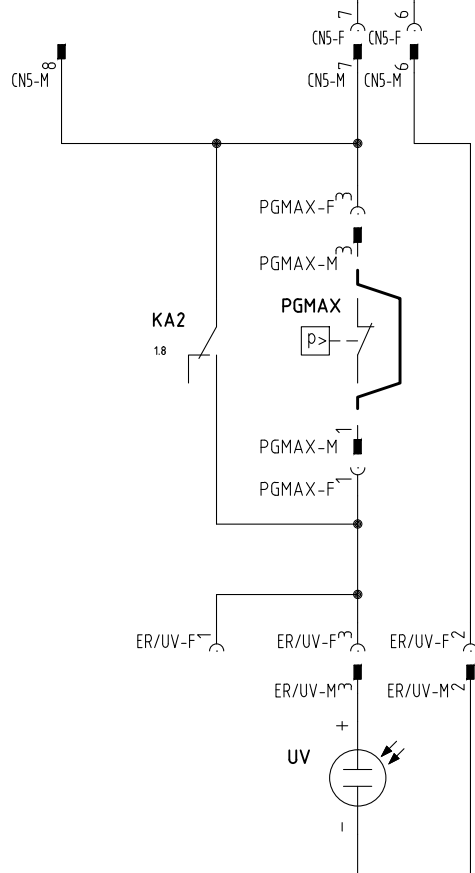 7 6
CN5-F CN5-F
8
CN5-M
7
CN5-M
6
CN5-M
3
PGMAX-F
3
PGMAX-M
PGMAX
p>
KA2
1.8
1
PGMAX-M
1
PGMAX-F
ER/UV-F 1
ER/UV-F 3
ER/UV-F 2
ER/UV-M 3
ER/UV-M 2
+
UV
-